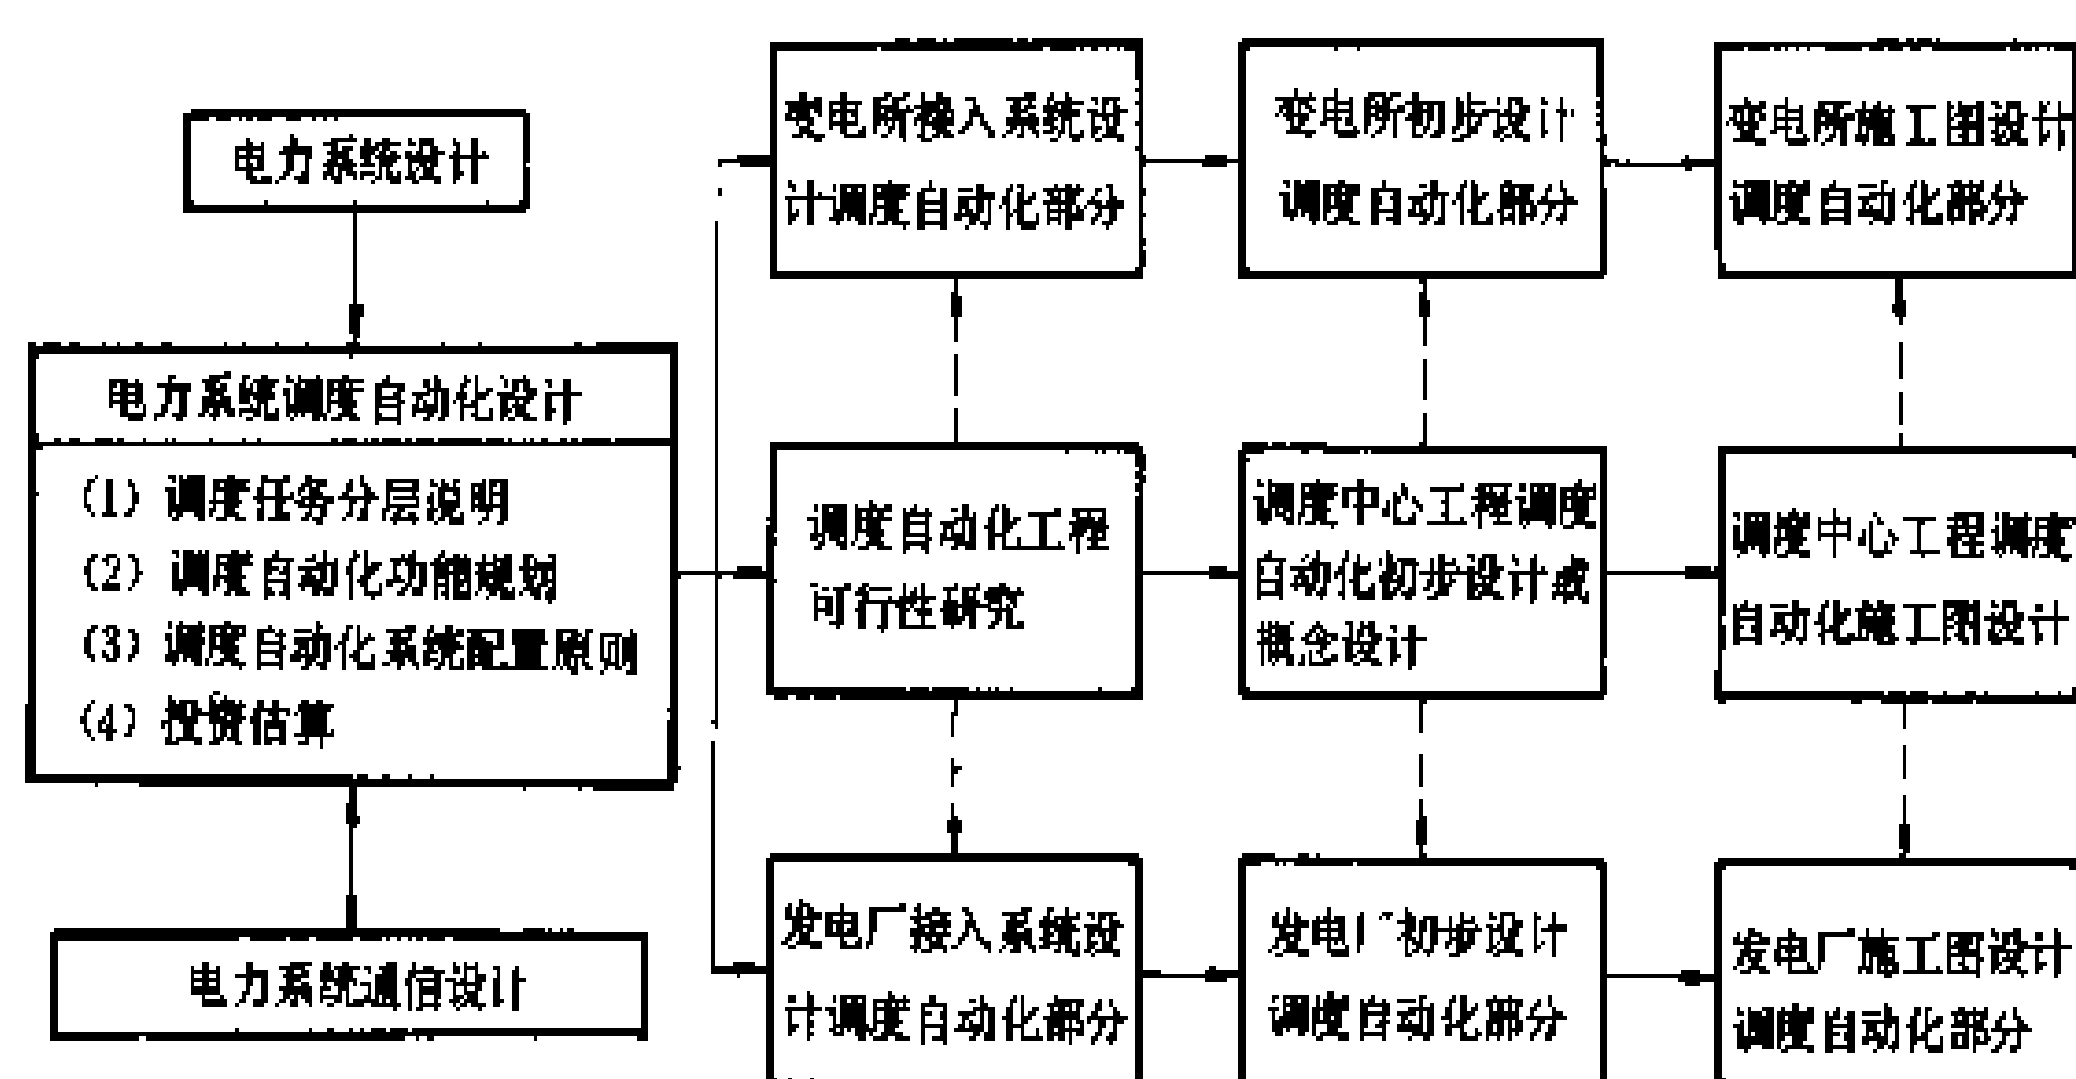 电力系统设计
电力系统调度自动化设计
(1) 调度任务分层说明
(2) 调度自动化功能规划
(3) 调度自动化系统配置原则
(4) 投资估算
电力系统通信设计
变电所接入系统设
计调度自动化部分
变电所初步设计
调度自动化部分
变电所施工图设计
调度自动化部分
调度自动化工程
可行性研究
调度中心工程调度
自动化初步设计或
概念设计
调度中心工程调度
自动化施工图设计
发电厂接入系统设
计调度自动化部分
发电厂初步设计
调度自动化部分
发电厂施工图设计
调度自动化部分